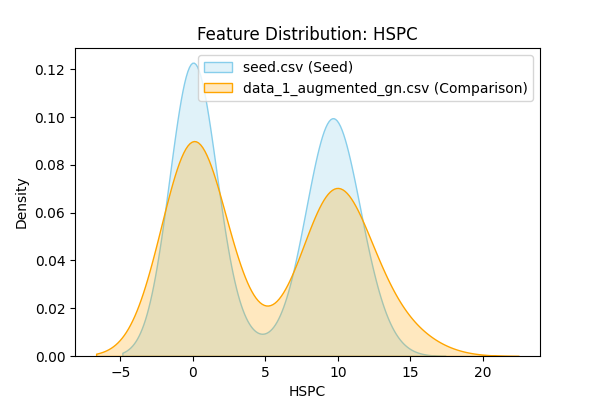 Feature Distribution: HSPC
seed.csv (Seed)
data_1_augmented_gn.csv (Comparison)
0.12
0.10
0.08
0.06
0.04
0.02
0.00
Density
−5
0
5
10
15
20
HSPC